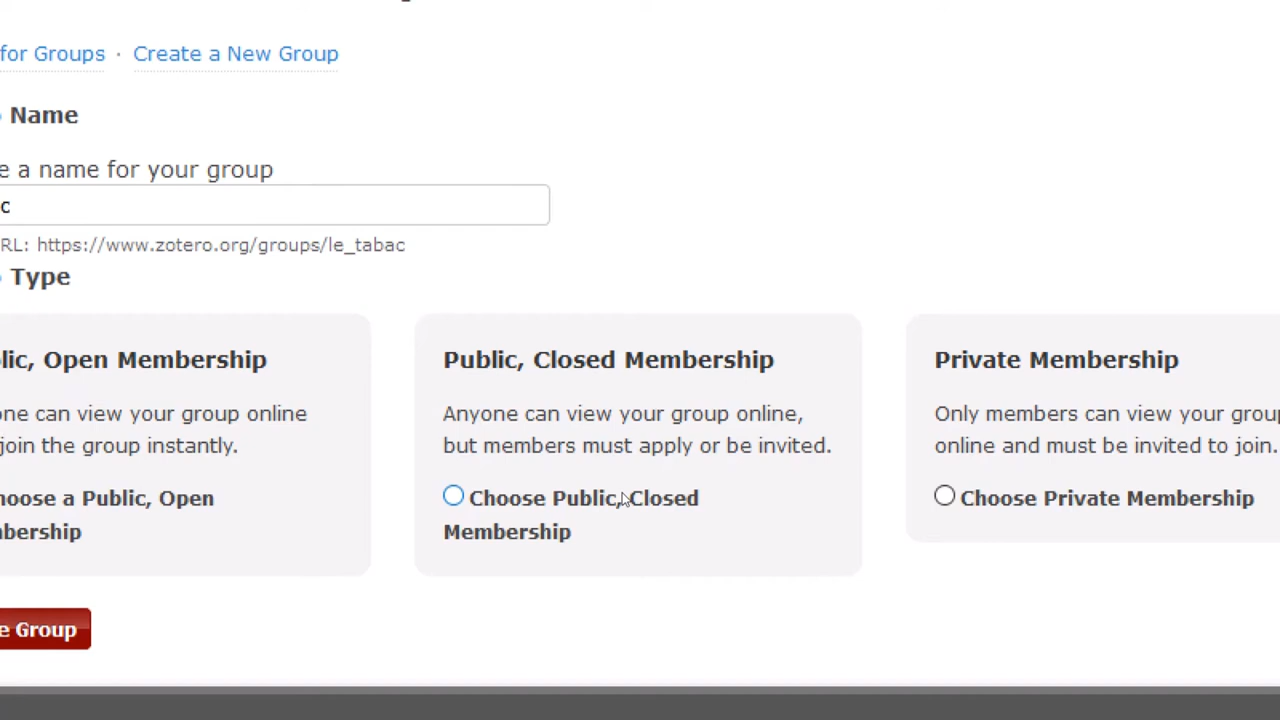 for Groups · Create a New Group
Name
e a name for your group
c
RL: https://www.zotero.org/groups/le_tabac
Type
lic, Open Membership
one can view your group online
join the group instantly.
hoose a Public, Open
bership
Public, Closed Membership
Anyone can view your group online,
but members must apply or be invited.
Choose Public, Closed
Membership
Private Membership
Only members can view your group
online and must be invited to join.
Choose Private Membership
e Group